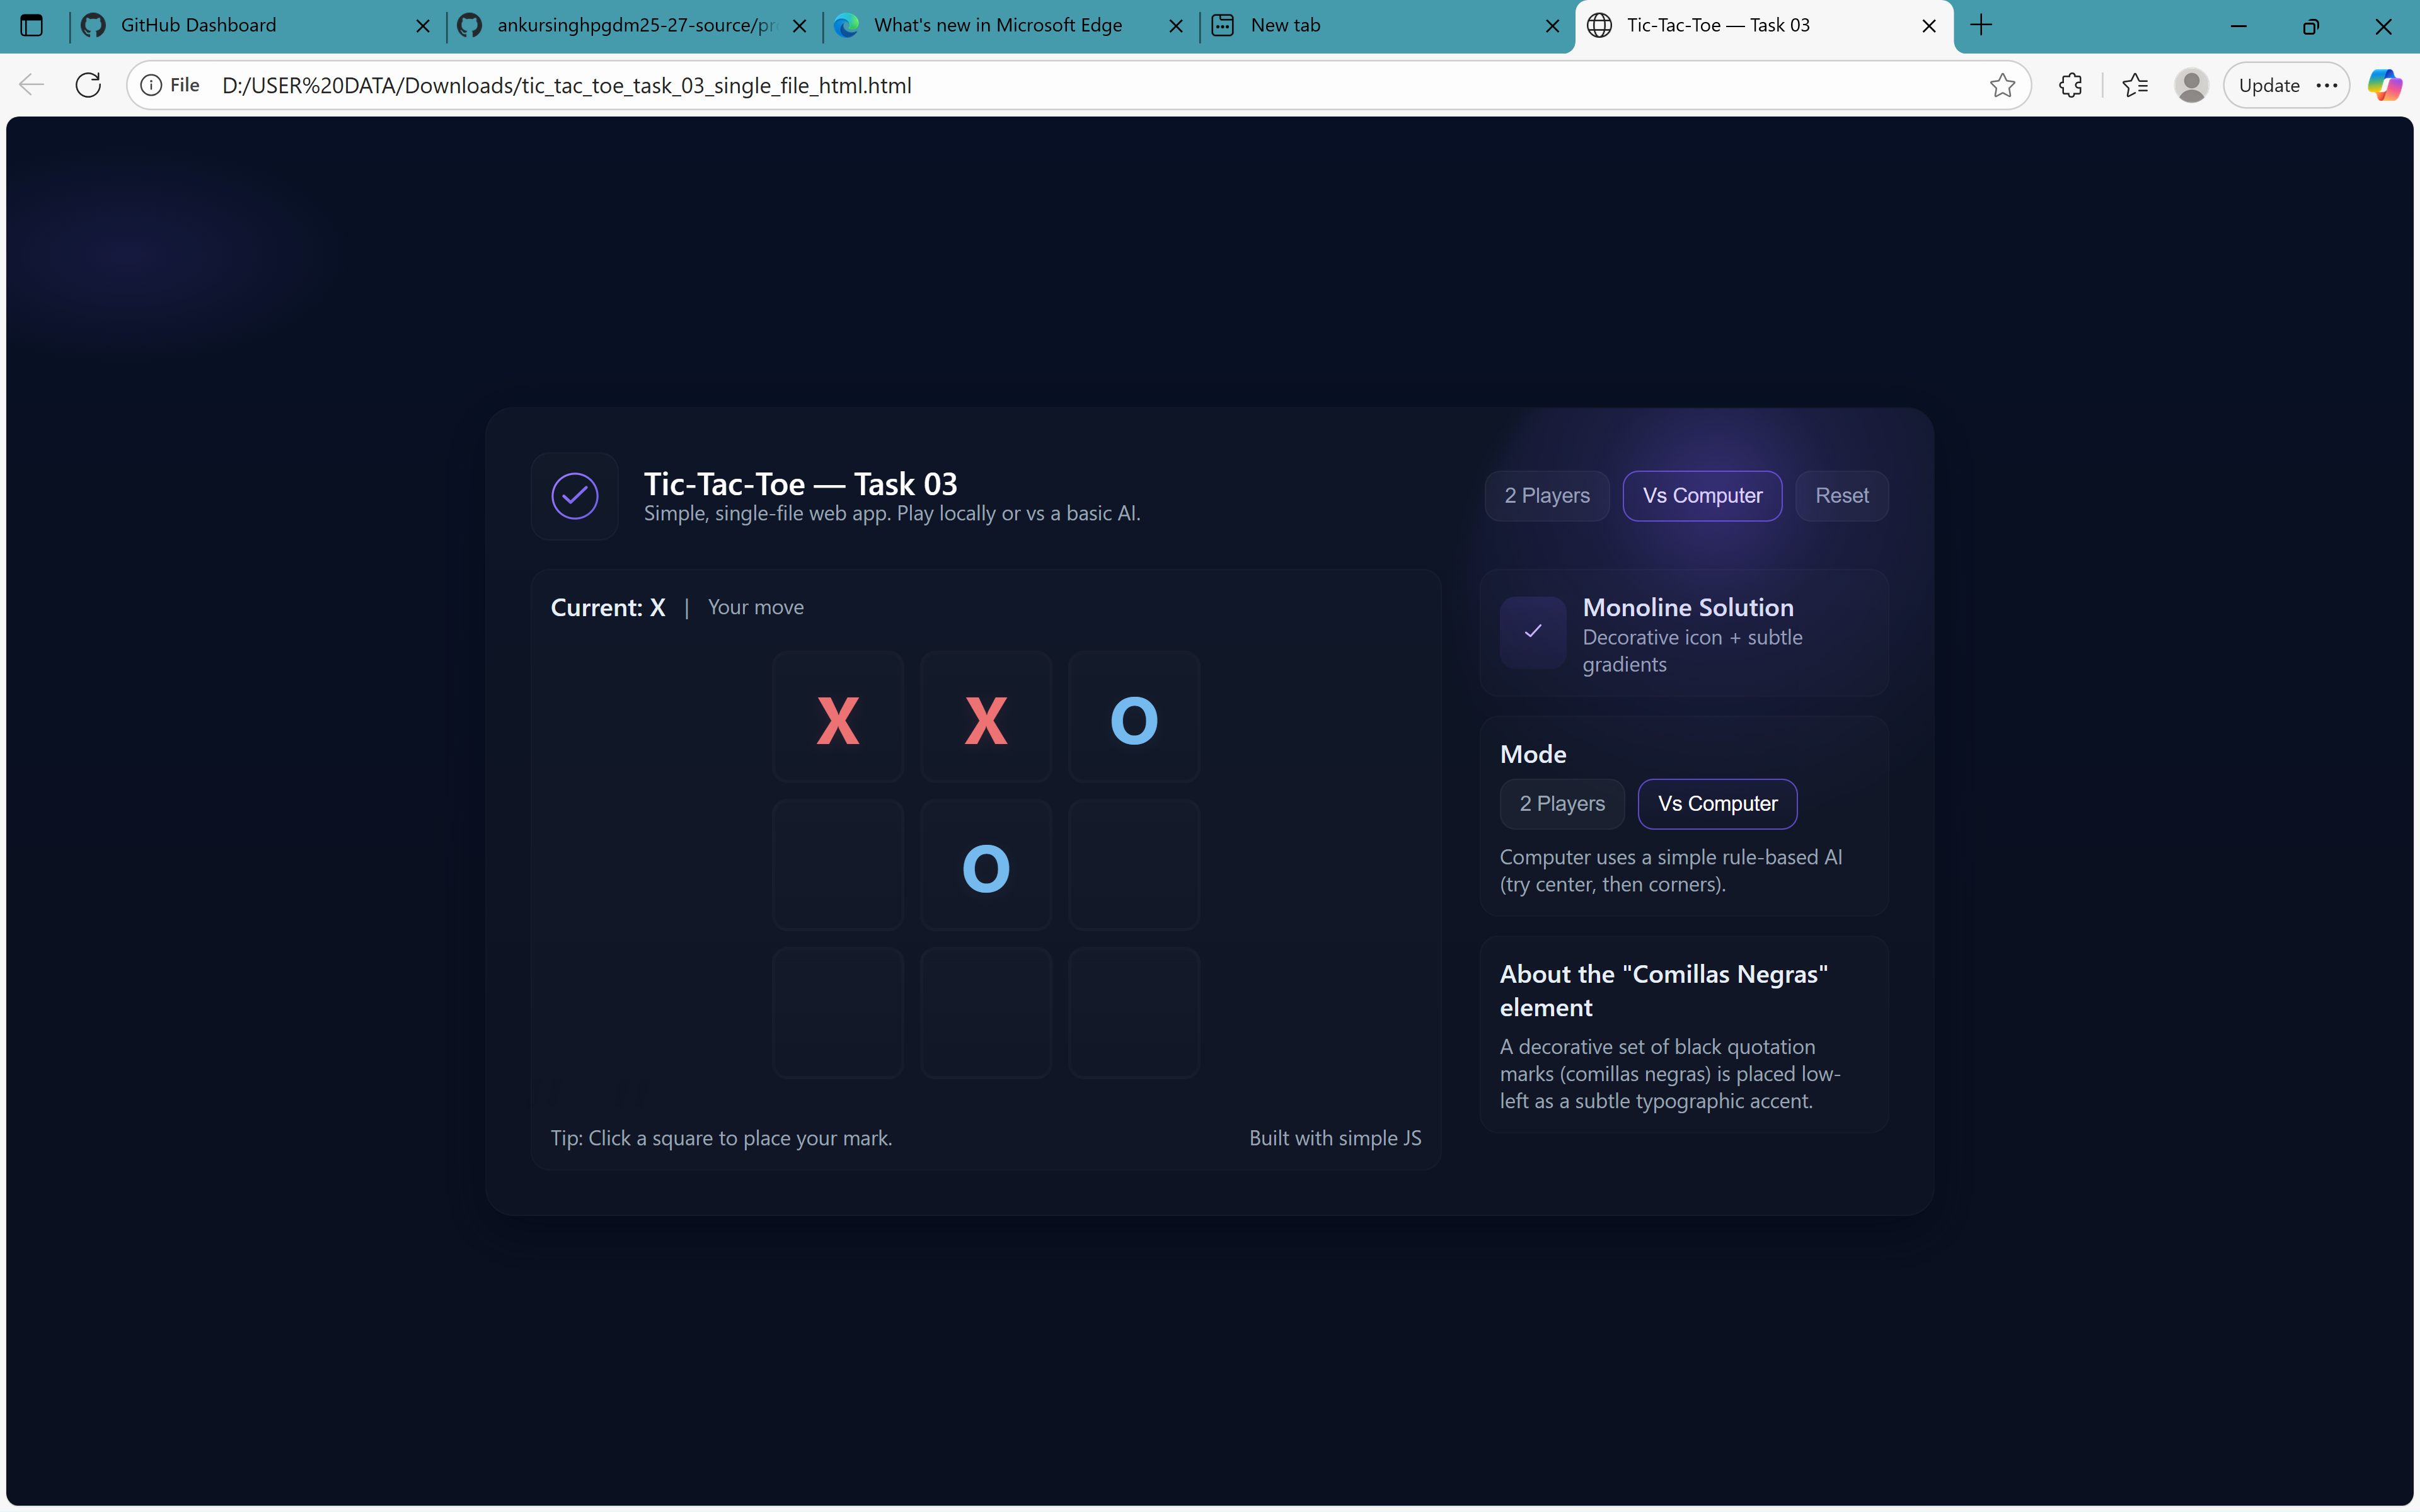 GitHub Dashboard
ankursinghpgdm25-27-source/pr
What's new in Microsoft Edge
New tab
Tic-Tac-Toe — Task 03
File D:/USER%20DATA/Downloads/tic_tac_toe_task_03_single_file_html.html
Update
Tic-Tac-Toe — Task 03
Simple, single-file web app. Play locally or vs a basic AI.
2 Players
Vs Computer
Reset
Current: X | Your move
X X O
O
Tip: Click a square to place your mark.
Built with simple JS
Monoline Solution
Decorative icon + subtle
gradients
Mode
2 Players
Vs Computer
Computer uses a simple rule-based AI
(try center, then corners).
About the "Comillas Negras"
element
A decorative set of black quotation
marks (comillas negras) is placed low-
left as a subtle typographic accent.